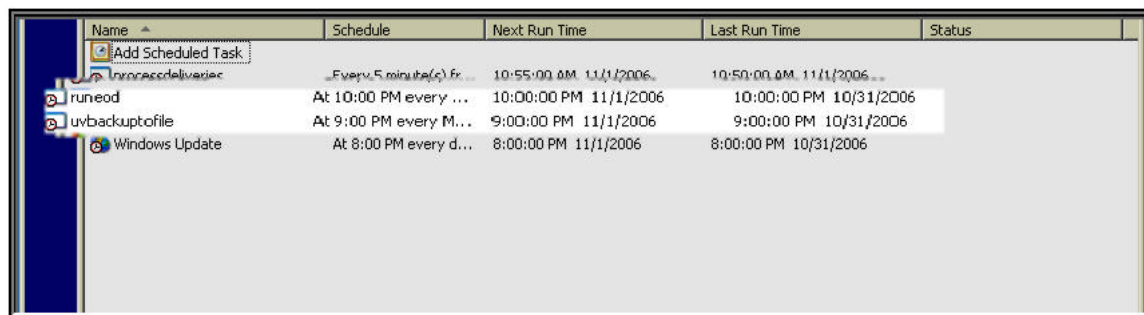 Name Schedule Next Run Time Last Run Time Status
Add Scheduled Task
processdeliveries Every 5 minute(s) fr... 10:55:00 AM 11/1/2006 10:50:00 AM 11/1/2006
runeod At 10:00 PM every ... 10:00:00 PM 11/1/2006 10:00:00 PM 10/31/2006
uvbackuptofile At 9:00 PM every M... 9:00:00 PM 11/1/2006 9:00:00 PM 10/31/2006
Windows Update At 8:00 PM every d... 8:00:00 PM 11/1/2006 8:00:00 PM 10/31/2006